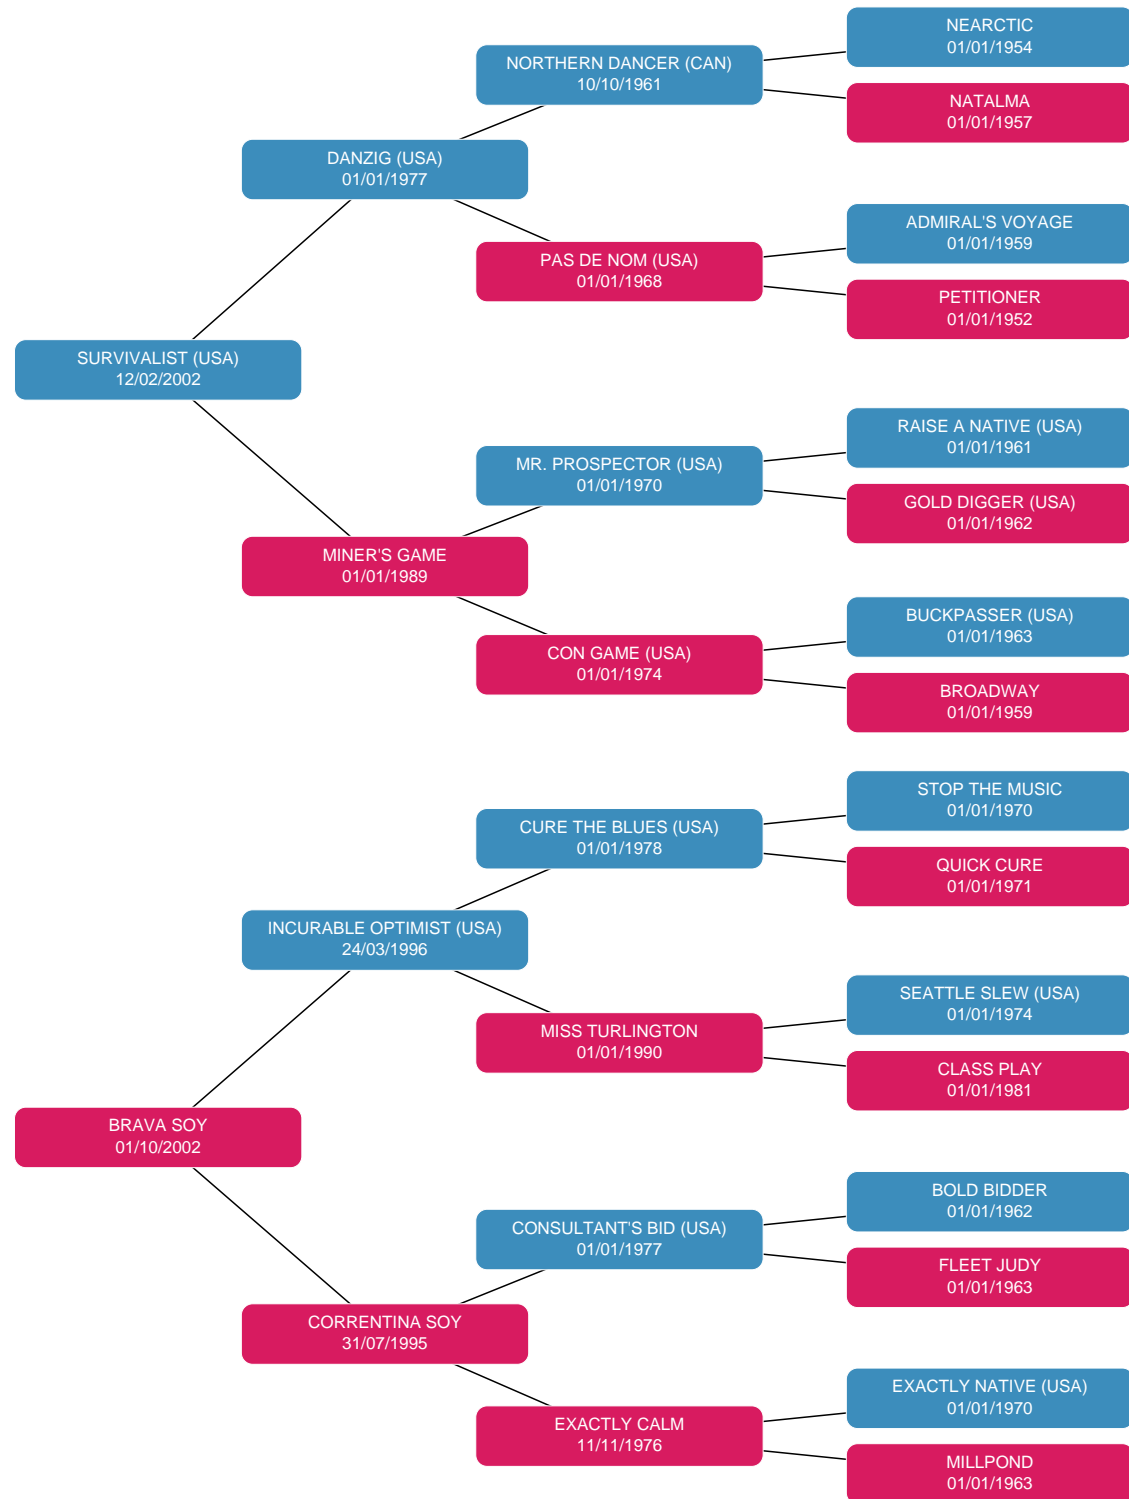 NEARCTIC
01/01/1954
NORTHERN DANCER (CAN)
10/10/1961
NATALMA
01/01/1957
DANZIG (USA)
01/01/1977
ADMIRAL'S VOYAGE
01/01/1959
PAS DE NOM (USA)
01/01/1968
PETITIONER
01/01/1952
SURVIVALIST (USA)
12/02/2002
RAISE A NATIVE (USA)
01/01/1961
MR. PROSPECTOR (USA)
01/01/1970
GOLD DIGGER (USA)
01/01/1962
MINER'S GAME
01/01/1989
BUCKPASSER (USA)
01/01/1963
CON GAME (USA)
01/01/1974
BROADWAY
01/01/1959
STOP THE MUSIC
01/01/1970
CURE THE BLUES (USA)
01/01/1978
QUICK CURE
01/01/1971
INCURABLE OPTIMIST (USA)
24/03/1996
SEATTLE SLEW (USA)
01/01/1974
MISS TURLINGTON
01/01/1990
CLASS PLAY
01/01/1981
BRAVA SOY
01/10/2002
BOLD BIDDER
01/01/1962
CONSULTANT'S BID (USA)
01/01/1977
FLEET JUDY
01/01/1963
CORRENTINA SOY
31/07/1995
EXACTLY NATIVE (USA)
01/01/1970
EXACTLY CALM
11/11/1976
MILLPOND
01/01/1963